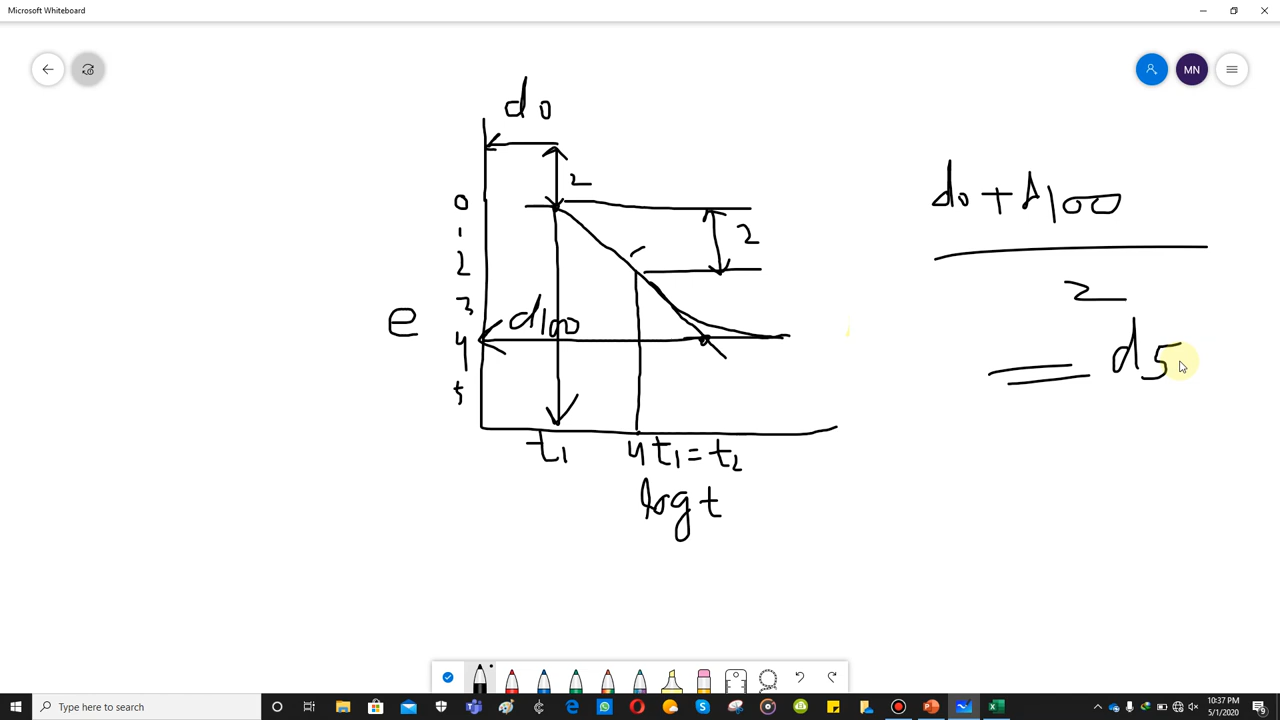 Microsoft Whiteboard
MN
d0
2
0
1
2
3
4
5
e
2
d100
t1
4t1 = t2
log t
d0 + d100
2
= d5
Type here to search
10:37 PM
5/1/2020